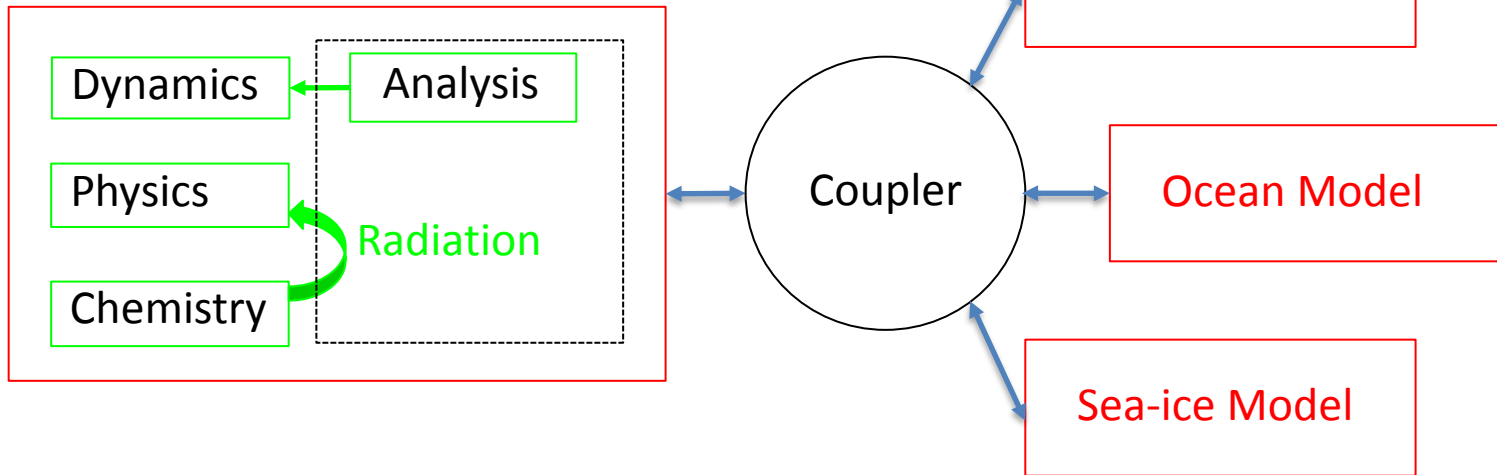 Dynamics
Analysis
Physics
Radiation
Chemistry
Coupler
Ocean Model
Sea-ice Model